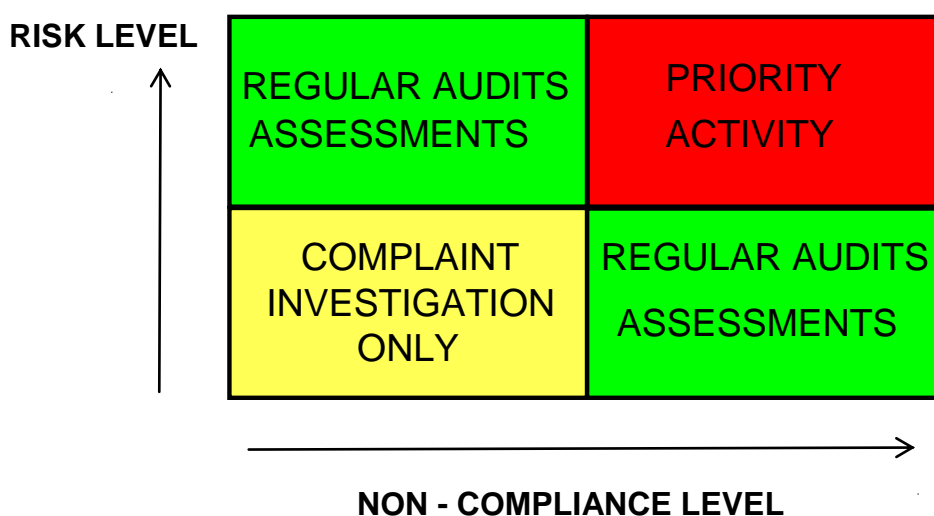 RISK LEVEL
REGULAR AUDITS
ASSESSMENTS
PRIORITY
ACTIVITY
COMPLAINT
INVESTIGATION
ONLY
REGULAR AUDITS
ASSESSMENTS
NON - COMPLIANCE LEVEL